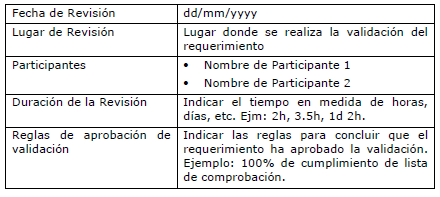 Fecha de Revisión dd/mm/yyyy
Lugar de Revisión Lugar donde se realiza la validación del
requerimiento
Participantes • Nombre de Participante 1
• Nombre de Participante 2
Duración de la Revisión Indicar el tiempo en medida de horas,
días, etc. Ejm: 2h, 3.5h, 1d 2h.
Reglas de aprobación de Indicar las reglas para concluir que el
validación requerimiento ha aprobado la validación.
Ejemplo: 100% de cumplimiento de lista
de comprobación.